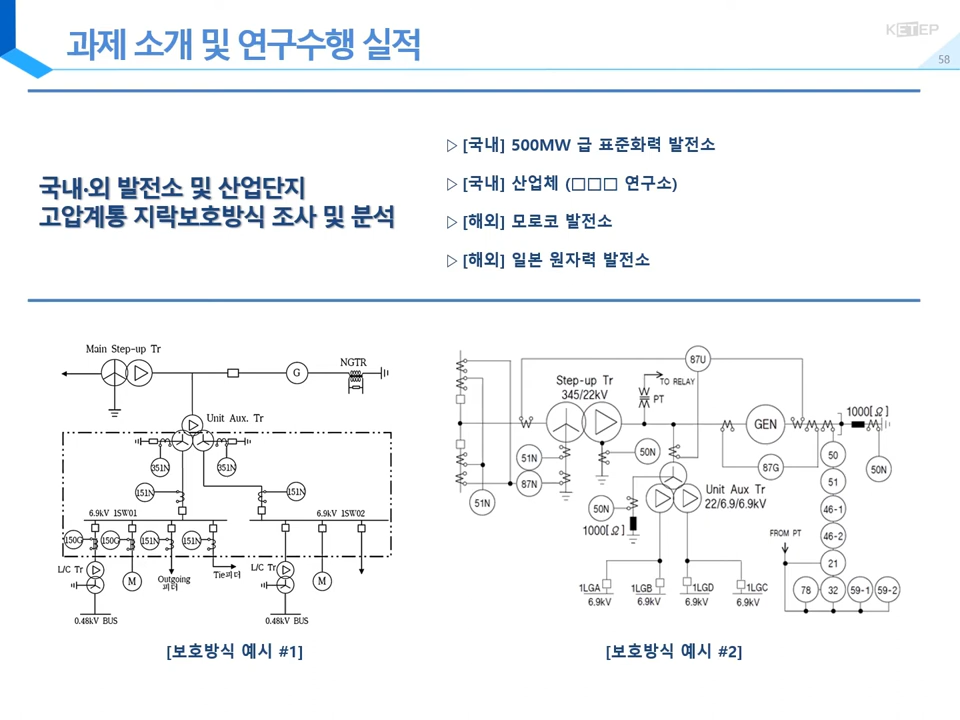 과제 소개 및 연구수행 실적
KETEP
58
국내·외 발전소 및 산업단지
고압계통 지락보호방식 조사 및 분석
▷ [국내] 500MW 급 표준화력 발전소
▷ [국내] 산업체 (□□□ 연구소)
▷ [해외] 모로코 발전소
▷ [해외] 일본 원자력 발전소
Main Step-up Tr
NGTR
G
Unit Aux. Tr
351N
351N
151N
151N
6.9kV 1SW01
6.9kV 1SW02
150G
150G
151N
151N
L/C Tr
M
Outgoing
피더
Tie피더
L/C Tr
M
0.48kV BUS
0.48kV BUS
[보호방식 예시 #1]
87U
Step-up Tr
345/22kV
TO RELAY
PT
GEN
1000[Ω]
51N
50N
87G
50
50N
87N
51N
51
Unit Aux Tr
22/6.9/6.9kV
50N
1000[Ω]
46-1
FROM PT
46-2
21
1LGA
1LGB
1LGD
1LGC
6.9kV
6.9kV
6.9kV
6.9kV
78
32
59-1
59-2
[보호방식 예시 #2]